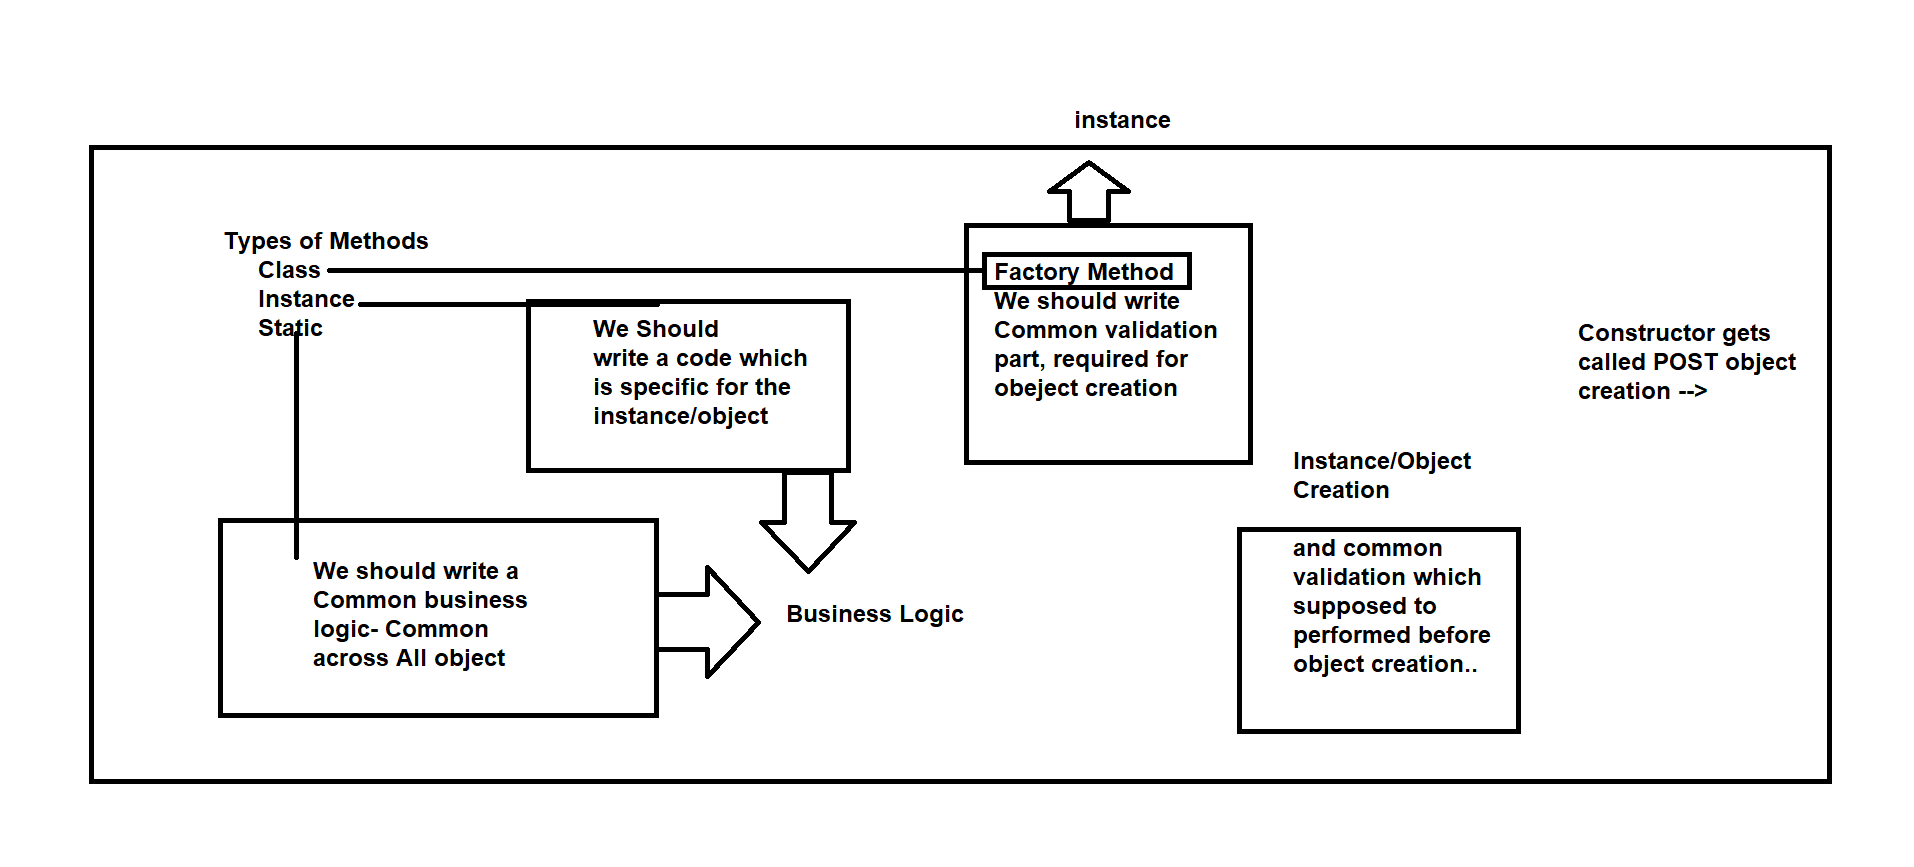 instance
Types of Methods
Class
Instance
Static
We Should
write a code which
is specific for the
instance/object
Factory Method
We should write
Common validation
part, required for
obeject creation
Constructor gets
called POST object
creation -->
Instance/Object
Creation
and common
validation which
supposed to
performed before
object creation..
We should write a
Common business
logic- Common
across All object
Business Logic